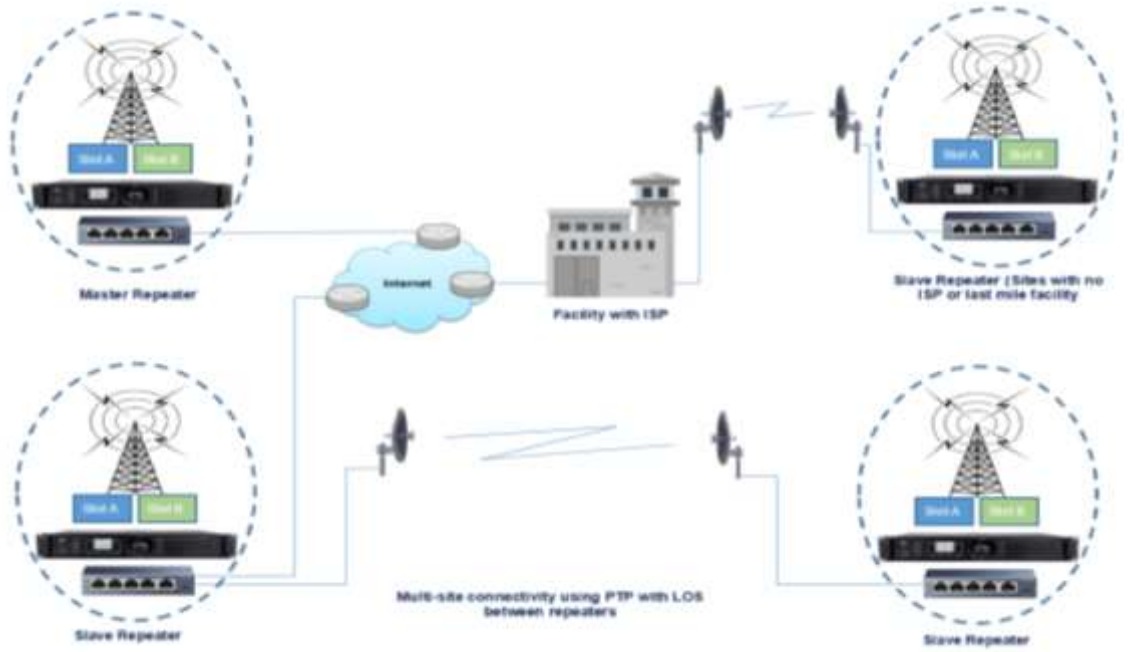 Slot A
Slot B
Slot A
Slot B
Internet
Master Repeater
Slave Repeater (Sites with no
ISP or last mile facility
Facility with ISP
Slot A
Slot B
Slot A
Slot B
Multi-site connectivity using PTP with LOS
between repeaters
Slave Repeater
Slave Repeater